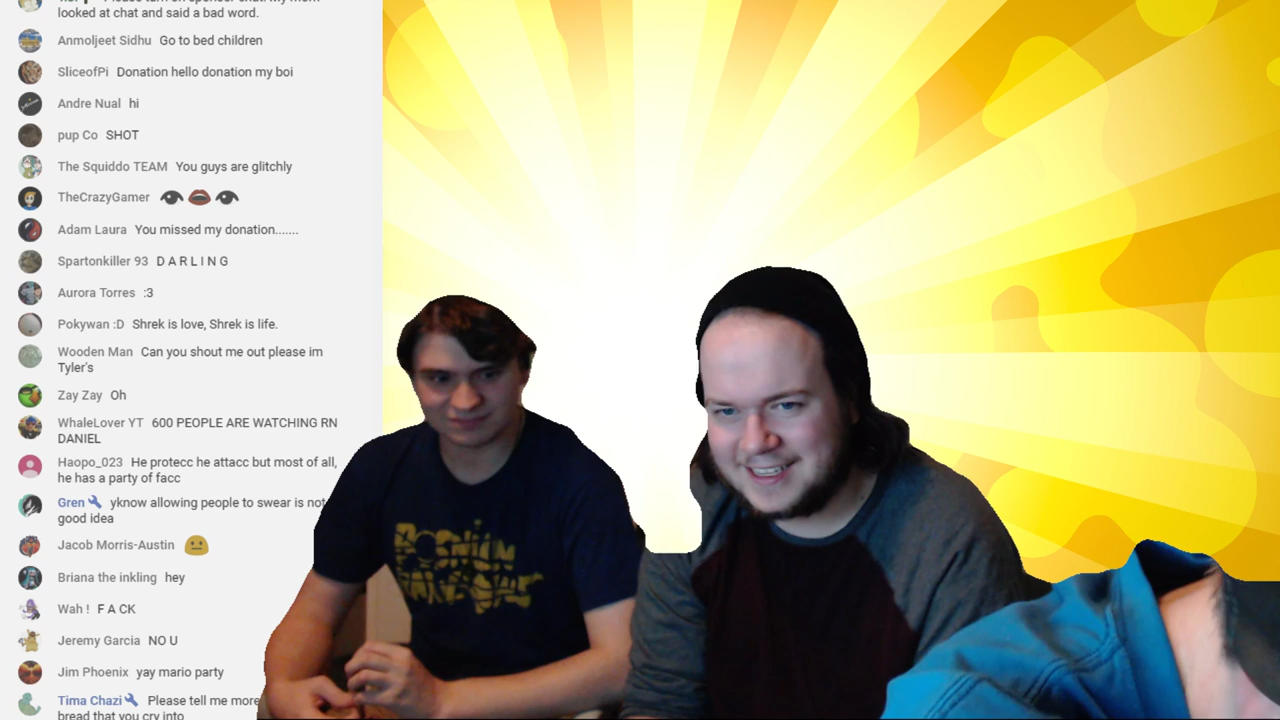 looked at chat and said a bad word.
Anmoljeet Sidhu Go to bed children
SliceofPi Donation hello donation my boi
Andre Nual hi
pup Co SHOT
The Squiddo TEAM You guys are glitchly
TheCrazyGamer 👁👄👁
Adam Laura You missed my donation.......
Spartonkiller 93 D A R L I N G
Aurora Torres :3
Pokywan :D Shrek is love, Shrek is life.
Wooden Man Can you shout me out please im
Tyler's
Zay Zay Oh
WhaleLover YT 600 PEOPLE ARE WATCHING RN
DANIEL
Haopo_023 He protecc he attacc but most of all,
he has a party of facc
Gren yknow allowing people to swear is not
good idea
Jacob Morris-Austin 😐
Briana the inkling hey
Wah ! F A C K
Jeremy Garcia NO U
Jim Phoenix yay mario party
Tima Chazi Please tell me more
bread that you cry into